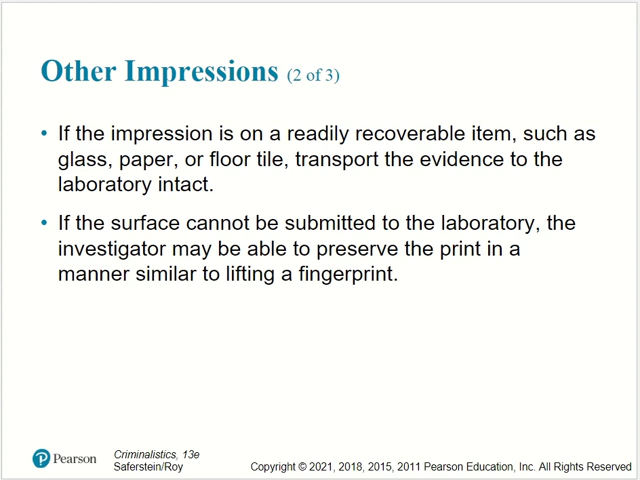 Other Impressions (2 of 3)
• If the impression is on a readily recoverable item, such as
glass, paper, or floor tile, transport the evidence to the
laboratory intact.
• If the surface cannot be submitted to the laboratory, the
investigator may be able to preserve the print in a
manner similar to lifting a fingerprint.
Pearson
Criminalistics, 13e
Saferstein/Roy
Copyright © 2021, 2018, 2015, 2011 Pearson Education, Inc. All Rights Reserved